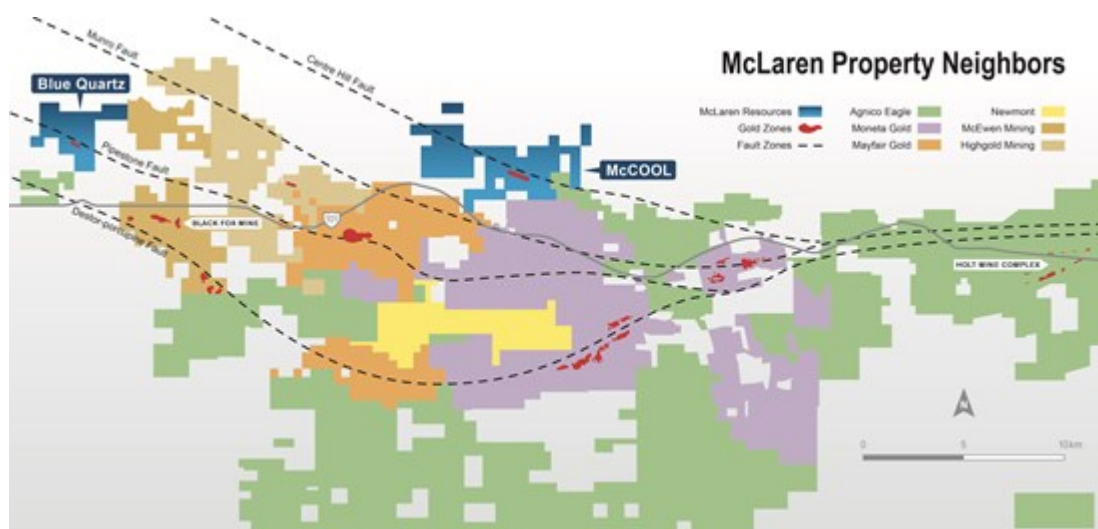 McLaren Property Neighbors
McLaren Resources
Gold Zones
Fault Zones
Agnico Eagle
Moneta Gold
Mayfair Gold
Newmont
McEwen Mining
Highgold Mining
Munro Fault
Centre Hill Fault
Blue Quartz
Pipestone Fault
McCOOL
BLACK FOX MINE
Destor-porcupine Fault
HOLT MINE COMPLEX
N
0 5 10km